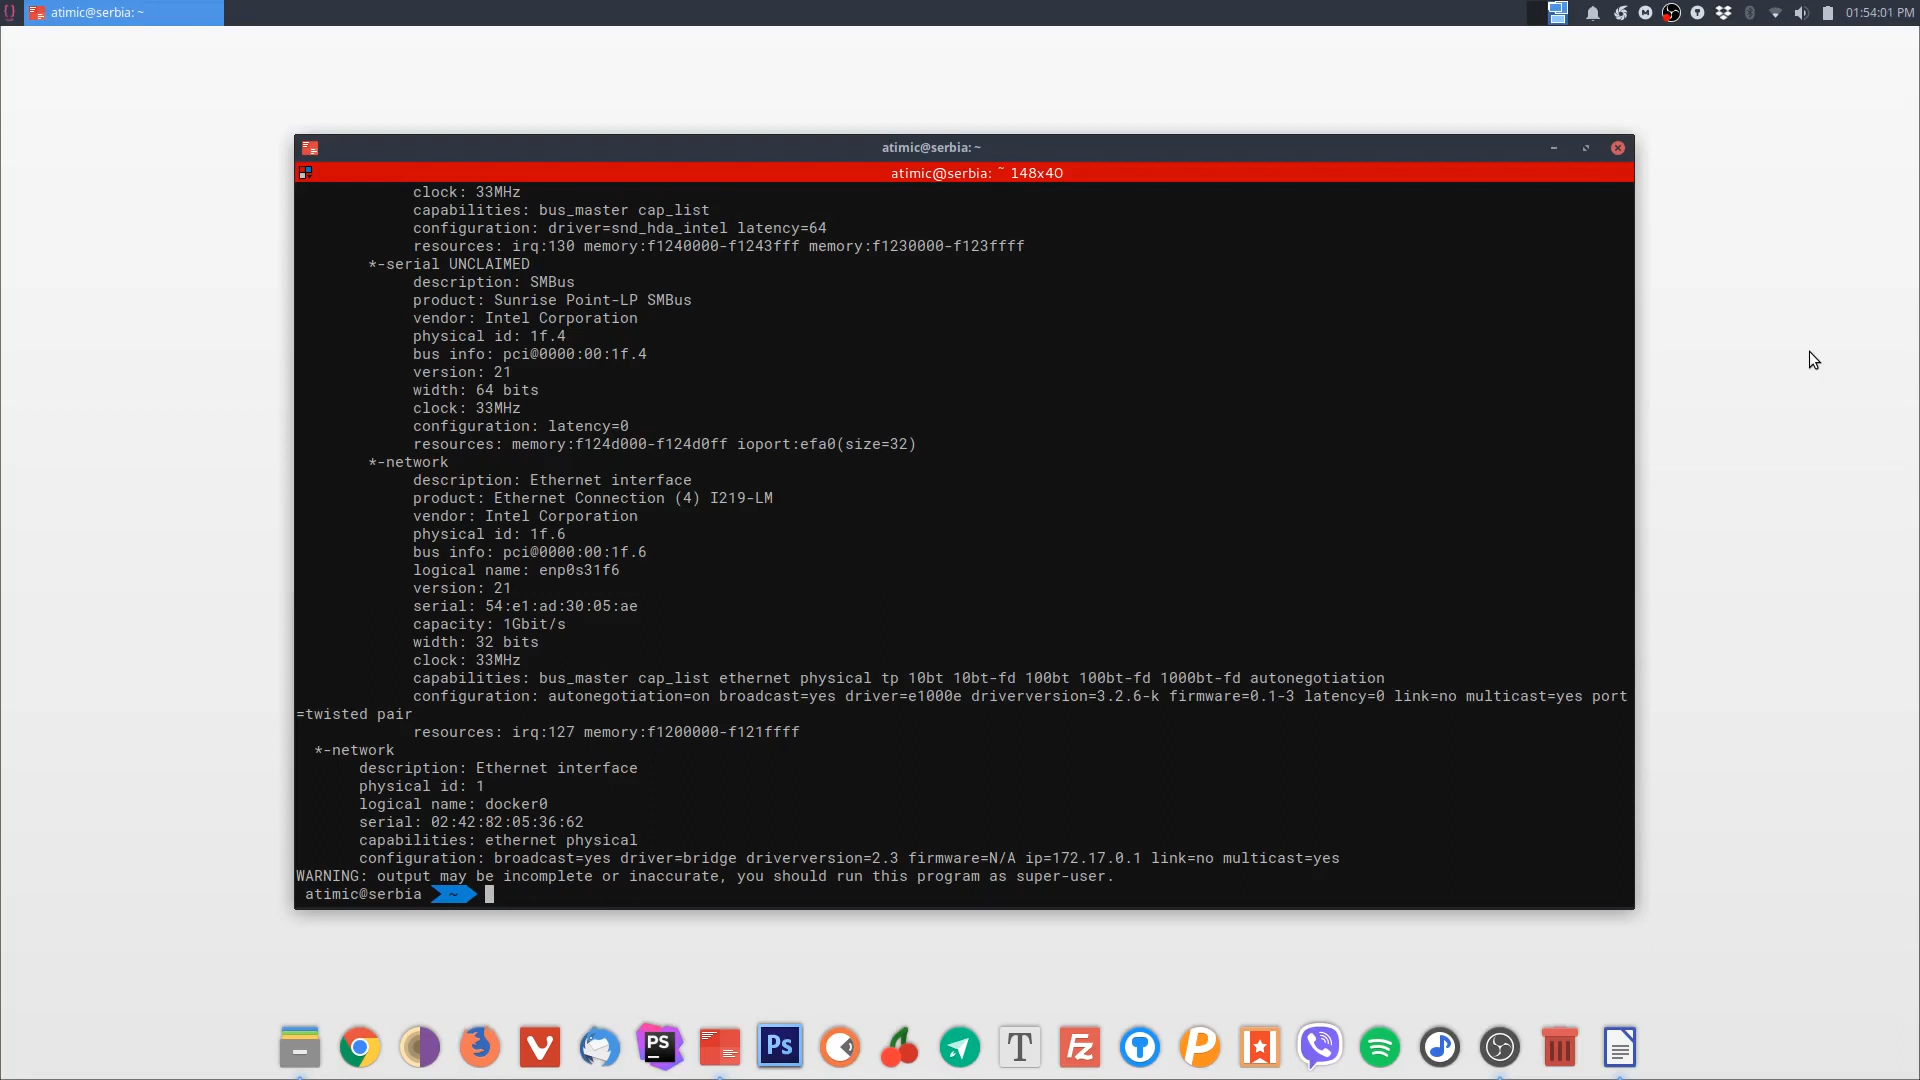 atimic@serbia: ~
01:54:01 PM
atimic@serbia: ~
atimic@serbia: ~ 148x40
clock: 33MHz
capabilities: bus_master cap_list
configuration: driver=snd_hda_intel latency=64
resources: irq:130 memory:f1240000-f1243fff memory:f1230000-f123ffff
*-serial UNCLAIMED
description: SMBus
product: Sunrise Point-LP SMBus
vendor: Intel Corporation
physical id: 1f.4
bus info: pci@0000:00:1f.4
version: 21
width: 64 bits
clock: 33MHz
configuration: latency=0
resources: memory:f124d000-f124d0ff ioport:efa0(size=32)
*-network
description: Ethernet interface
product: Ethernet Connection (4) I219-LM
vendor: Intel Corporation
physical id: 1f.6
bus info: pci@0000:00:1f.6
logical name: enp0s31f6
version: 21
serial: 54:e1:ad:30:05:ae
capacity: 1Gbit/s
width: 32 bits
clock: 33MHz
capabilities: bus_master cap_list ethernet physical tp 10bt 10bt-fd 100bt 100bt-fd 1000bt-fd autonegotiation
configuration: autonegotiation=on broadcast=yes driver=e1000e driverversion=3.2.6-k firmware=0.1-3 latency=0 link=no multicast=yes port
=twisted pair
resources: irq:127 memory:f1200000-f121ffff
*-network
description: Ethernet interface
physical id: 1
logical name: docker0
serial: 02:42:82:05:36:62
capabilities: ethernet physical
configuration: broadcast=yes driver=bridge driverversion=2.3 firmware=N/A ip=172.17.0.1 link=no multicast=yes
WARNING: output may be incomplete or inaccurate, you should run this program as super-user.
atimic@serbia ~
PS
Ps
T
Fz
P